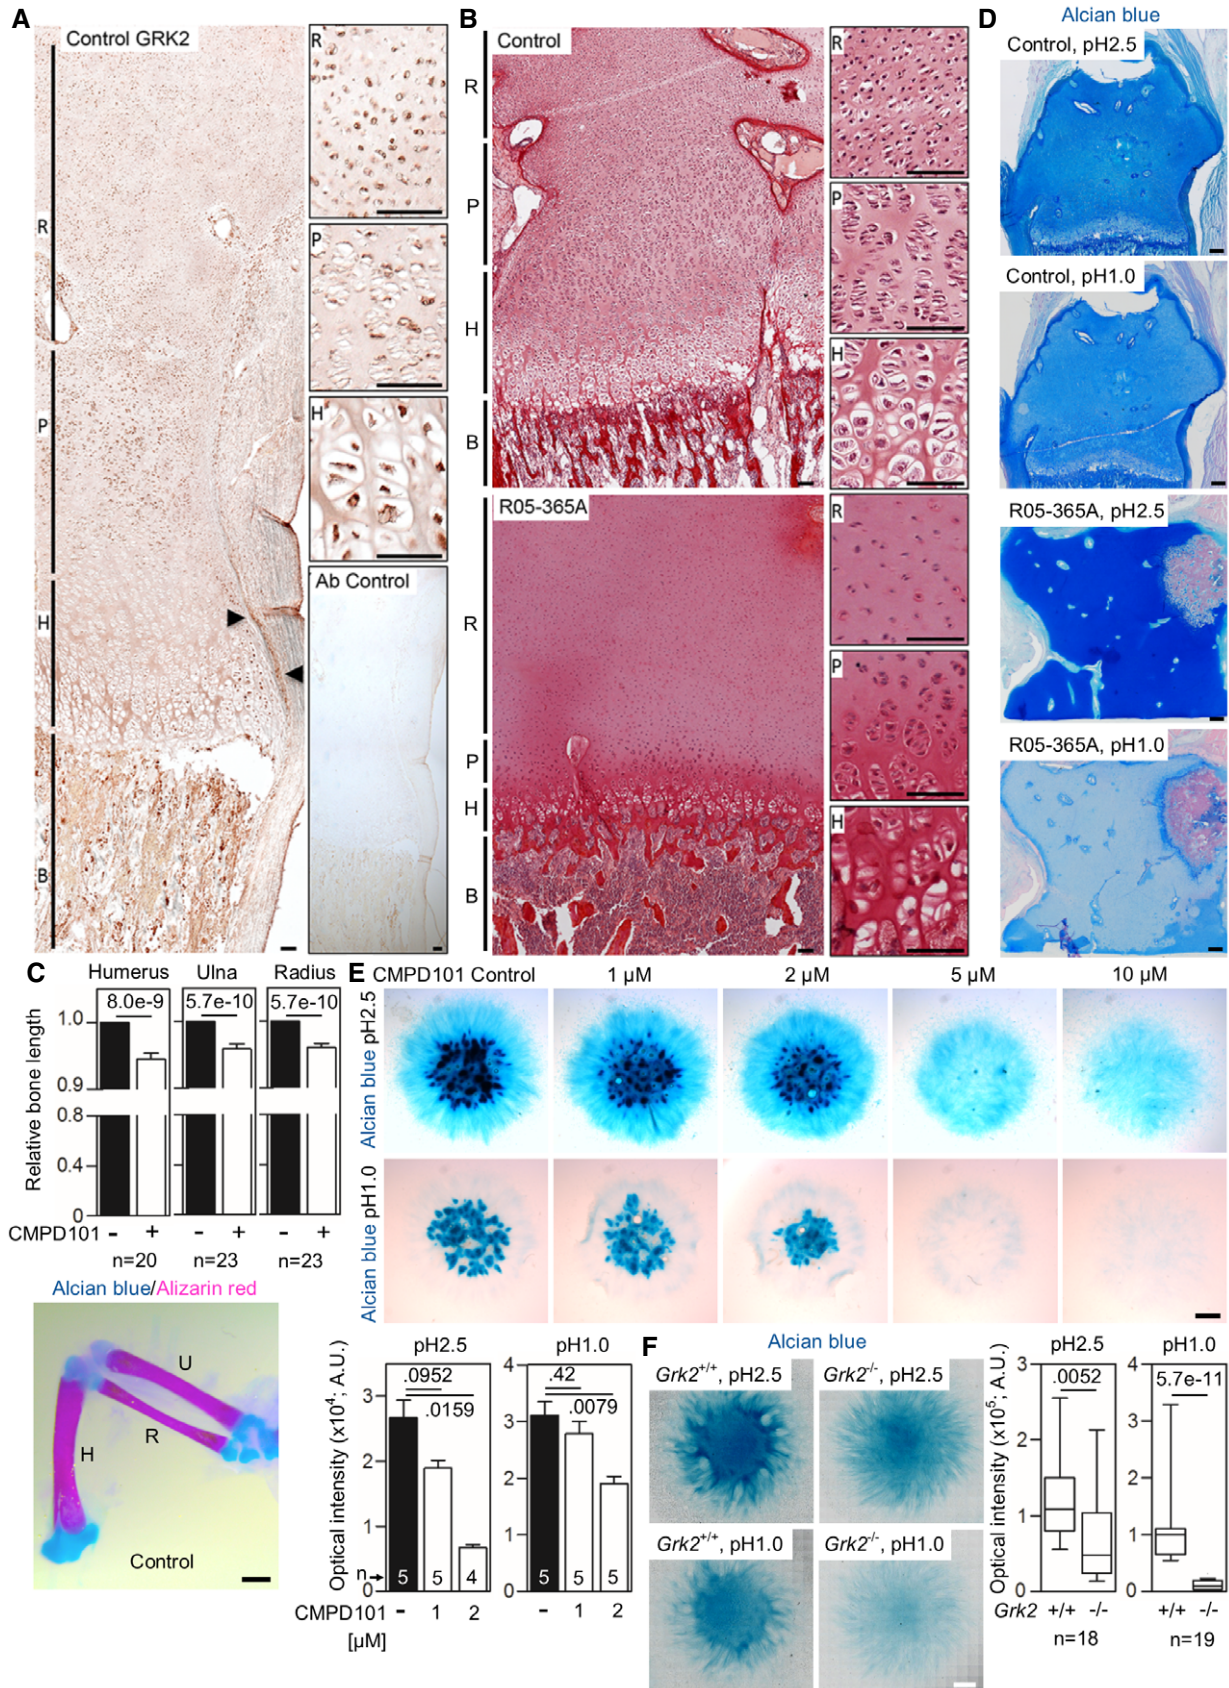 A
Control GRK2
R
P
H
B
R
P
H
Ab Control
B
Control
R
P
H
B
R
P
H
R05-365A
R
P
H
B
R
P
H
D
Alcian blue
Control, pH2.5
Control, pH1.0
R05-365A, pH2.5
R05-365A, pH1.0
C
Humerus Ulna Radius
8.0e-9 5.7e-10 5.7e-10
Relative bone length
1.0
0.9
0.8
0.4
0
CMPD101 - + - + - +
n=20 n=23 n=23
Alcian blue/Alizarin red
U
R
H
Control
E
CMPD101 Control 1 µM 2 µM 5 µM 10 µM
Alcian blue pH2.5
Alcian blue pH1.0
pH2.5 pH1.0
Optical intensity (x10⁴; A.U.)
3
2
1
0
.0952
.0159
n
5 5 4
4
3
2
1
0
.42
.0079
5 5 5
CMPD101 - 1 2 - 1 2
[µM]
F
Alcian blue
Grk2+/+, pH2.5
Grk2-/-, pH2.5
Grk2+/+, pH1.0
Grk2-/-, pH1.0
pH2.5 pH1.0
Optical intensity (x10⁵; A.U.)
3
2
1
0
.0052
4
3
2
1
0
5.7e-11
Grk2 +/+ -/- +/+ -/-
n=18 n=19